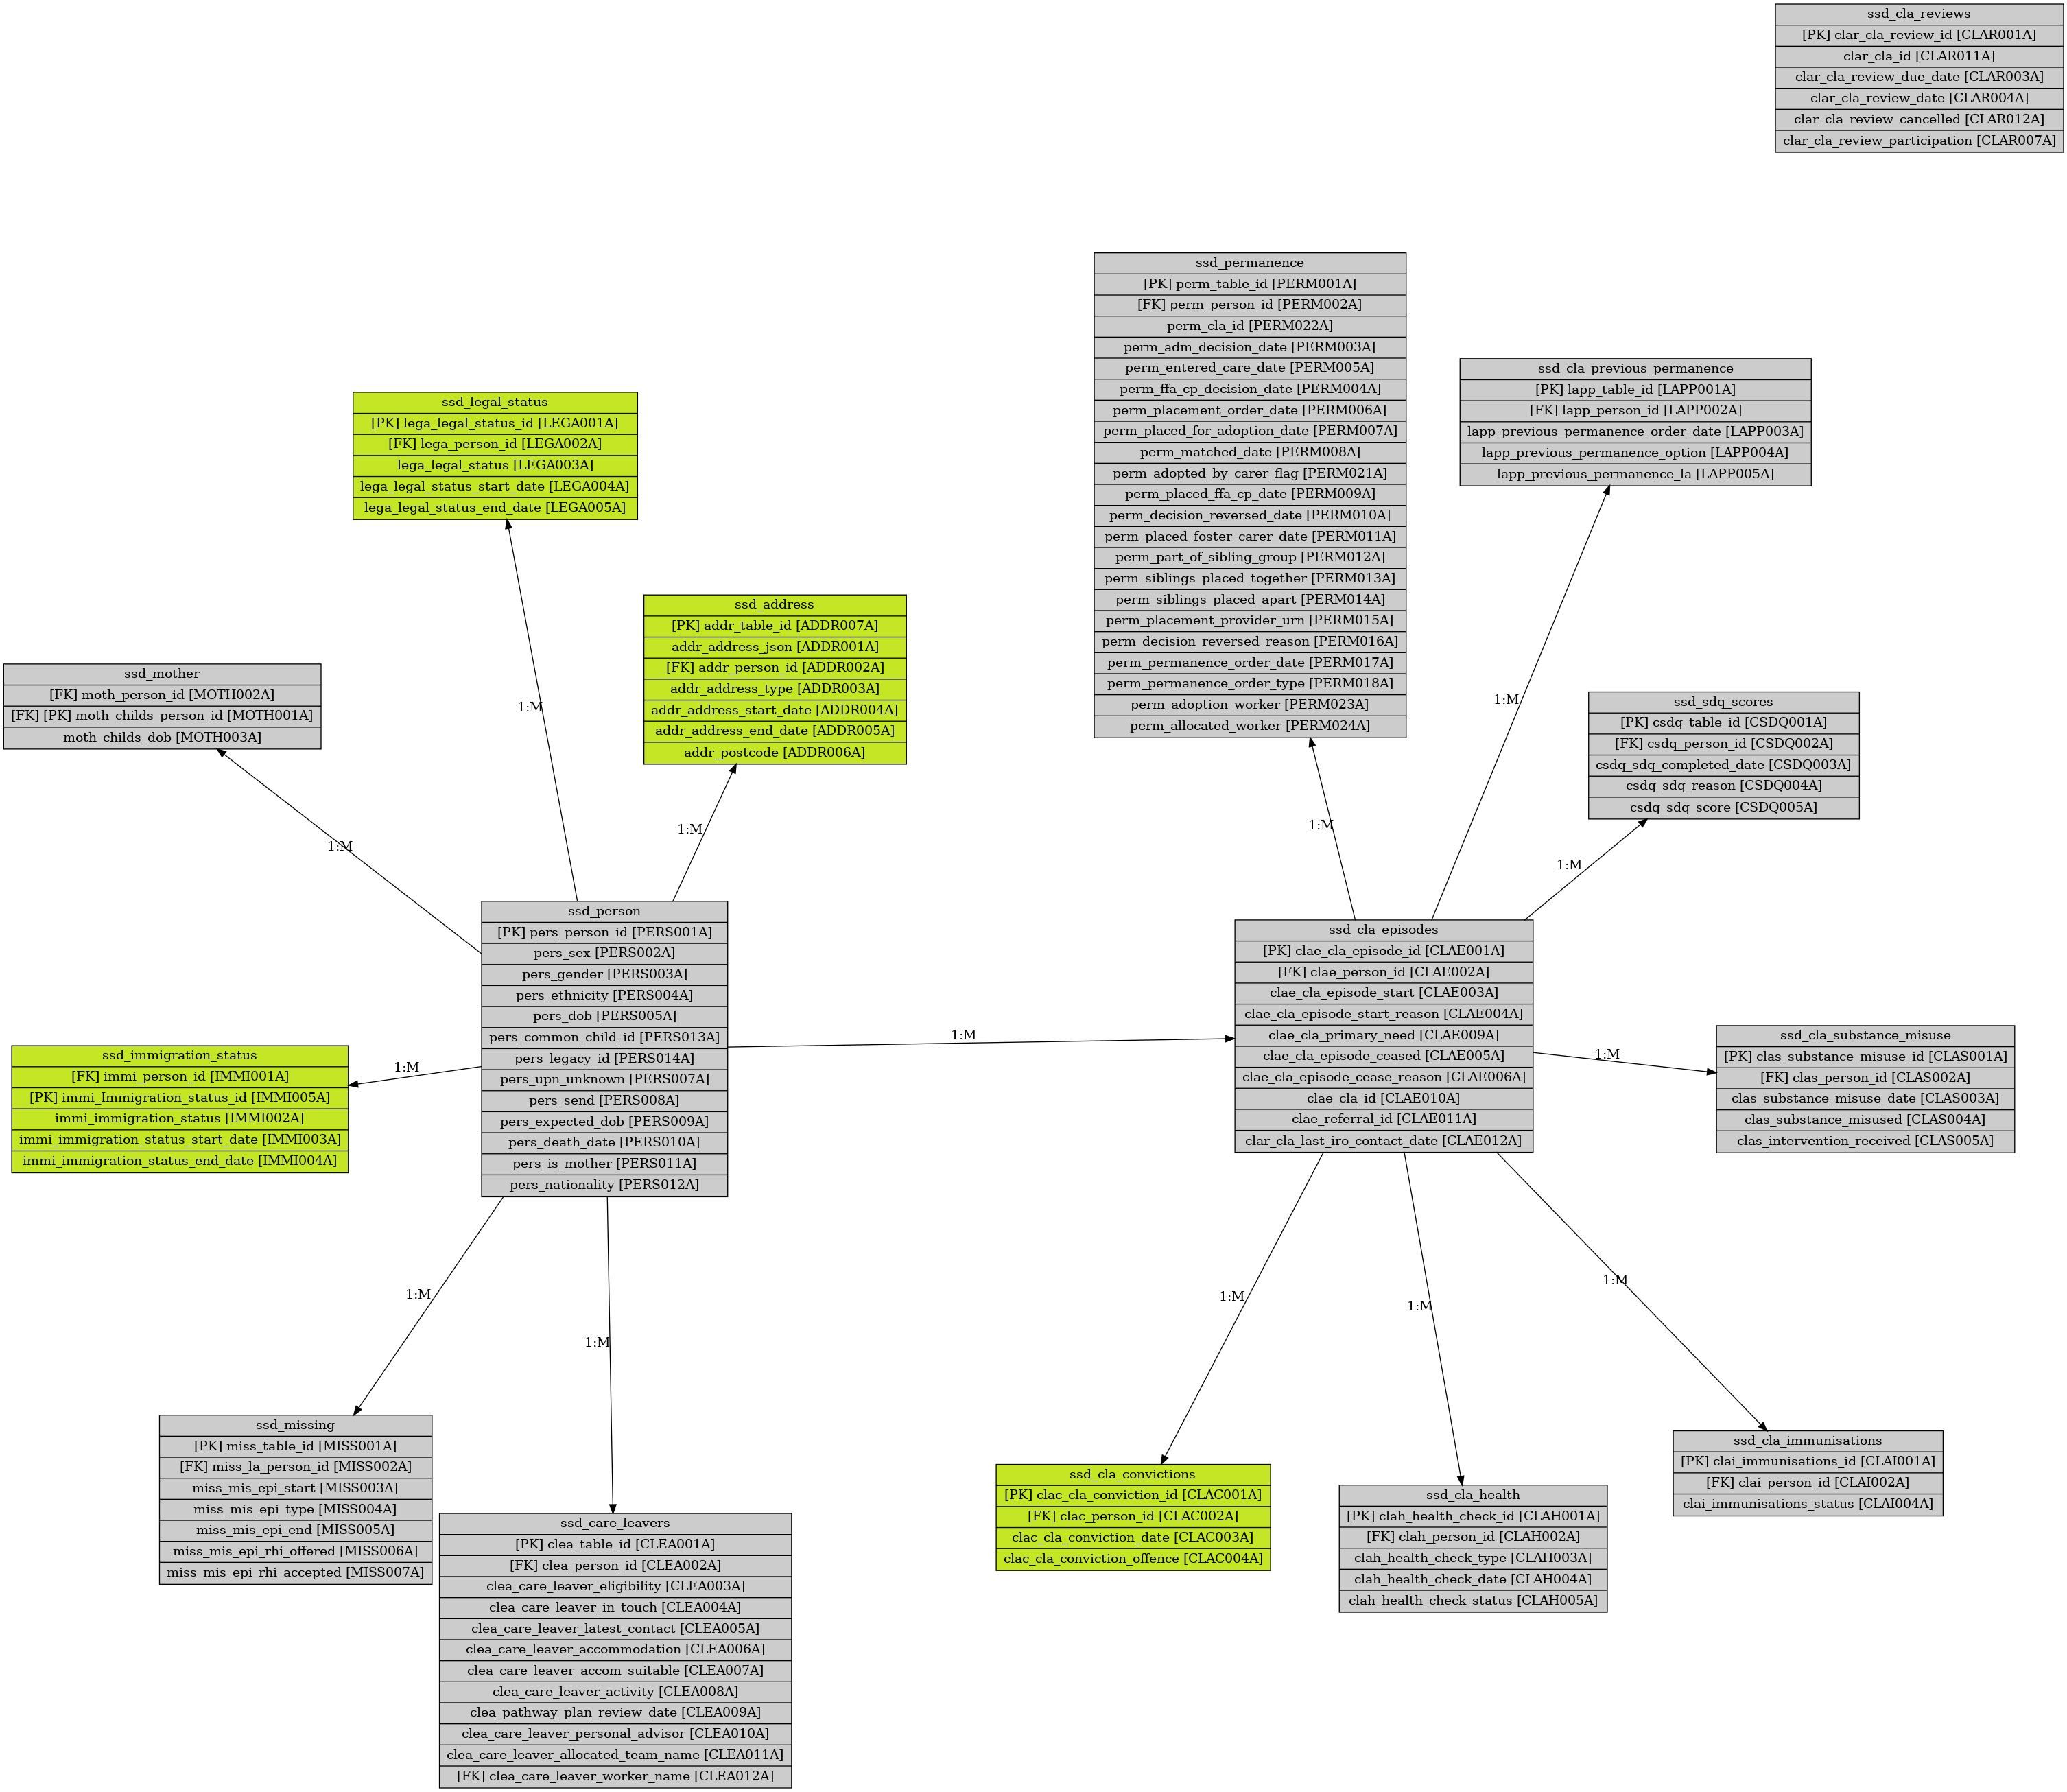 ssd_cla_reviews
[PK] clar_cla_review_id [CLAR001A]
clar_cla_id [CLAR011A]
clar_cla_review_due_date [CLAR003A]
clar_cla_review_date [CLAR004A]
clar_cla_review_cancelled [CLAR012A]
clar_cla_review_participation [CLAR007A]
ssd_permanence
[PK] perm_table_id [PERM001A]
[FK] perm_person_id [PERM002A]
perm_cla_id [PERM022A]
perm_adm_decision_date [PERM003A]
perm_entered_care_date [PERM005A]
perm_ffa_cp_decision_date [PERM004A]
perm_placement_order_date [PERM006A]
perm_placed_for_adoption_date [PERM007A]
perm_matched_date [PERM008A]
perm_adopted_by_carer_flag [PERM021A]
perm_placed_ffa_cp_date [PERM009A]
perm_decision_reversed_date [PERM010A]
perm_placed_foster_carer_date [PERM011A]
perm_part_of_sibling_group [PERM012A]
perm_siblings_placed_together [PERM013A]
perm_siblings_placed_apart [PERM014A]
perm_placement_provider_urn [PERM015A]
perm_decision_reversed_reason [PERM016A]
perm_permanence_order_date [PERM017A]
perm_permanence_order_type [PERM018A]
perm_adoption_worker [PERM023A]
perm_allocated_worker [PERM024A]
ssd_cla_previous_permanence
[PK] lapp_table_id [LAPP001A]
[FK] lapp_person_id [LAPP002A]
lapp_previous_permanence_order_date [LAPP003A]
lapp_previous_permanence_option [LAPP004A]
lapp_previous_permanence_la [LAPP005A]
ssd_legal_status
[PK] lega_legal_status_id [LEGA001A]
[FK] lega_person_id [LEGA002A]
lega_legal_status [LEGA003A]
lega_legal_status_start_date [LEGA004A]
lega_legal_status_end_date [LEGA005A]
ssd_address
[PK] addr_table_id [ADDR007A]
addr_address_json [ADDR001A]
[FK] addr_person_id [ADDR002A]
addr_address_type [ADDR003A]
addr_address_start_date [ADDR004A]
addr_address_end_date [ADDR005A]
addr_postcode [ADDR006A]
ssd_mother
[FK] moth_person_id [MOTH002A]
[FK] [PK] moth_childs_person_id [MOTH001A]
moth_childs_dob [MOTH003A]
ssd_sdq_scores
[PK] csdq_table_id [CSDQ001A]
[FK] csdq_person_id [CSDQ002A]
csdq_sdq_completed_date [CSDQ003A]
csdq_sdq_reason [CSDQ004A]
csdq_sdq_score [CSDQ005A]
1:M
1:M
1:M
1:M
1:M
1:M
ssd_person
[PK] pers_person_id [PERS001A]
pers_sex [PERS002A]
pers_gender [PERS003A]
pers_ethnicity [PERS004A]
pers_dob [PERS005A]
pers_common_child_id [PERS013A]
pers_legacy_id [PERS014A]
pers_upn_unknown [PERS007A]
pers_send [PERS008A]
pers_expected_dob [PERS009A]
pers_death_date [PERS010A]
pers_is_mother [PERS011A]
pers_nationality [PERS012A]
1:M
ssd_cla_episodes
[PK] clae_cla_episode_id [CLAE001A]
[FK] clae_person_id [CLAE002A]
clae_cla_episode_start [CLAE003A]
clae_cla_episode_start_reason [CLAE004A]
clae_cla_primary_need [CLAE009A]
clae_cla_episode_ceased [CLAE005A]
clae_cla_episode_cease_reason [CLAE006A]
clae_cla_id [CLAE010A]
clae_referral_id [CLAE011A]
clar_cla_last_iro_contact_date [CLAE012A]
ssd_immigration_status
[FK] immi_person_id [IMMI001A]
[PK] immi_Immigration_status_id [IMMI005A]
immi_immigration_status [IMMI002A]
immi_immigration_status_start_date [IMMI003A]
immi_immigration_status_end_date [IMMI004A]
1:M
1:M
ssd_cla_substance_misuse
[PK] clas_substance_misuse_id [CLAS001A]
[FK] clas_person_id [CLAS002A]
clas_substance_misuse_date [CLAS003A]
clas_substance_misused [CLAS004A]
clas_intervention_received [CLAS005A]
1:M
1:M
1:M
1:M
1:M
ssd_missing
[PK] miss_table_id [MISS001A]
[FK] miss_la_person_id [MISS002A]
miss_mis_epi_start [MISS003A]
miss_mis_epi_type [MISS004A]
miss_mis_epi_end [MISS005A]
miss_mis_epi_rhi_offered [MISS006A]
miss_mis_epi_rhi_accepted [MISS007A]
ssd_care_leavers
[PK] clea_table_id [CLEA001A]
[FK] clea_person_id [CLEA002A]
clea_care_leaver_eligibility [CLEA003A]
clea_care_leaver_in_touch [CLEA004A]
clea_care_leaver_latest_contact [CLEA005A]
clea_care_leaver_accommodation [CLEA006A]
clea_care_leaver_accom_suitable [CLEA007A]
clea_care_leaver_activity [CLEA008A]
clea_pathway_plan_review_date [CLEA009A]
clea_care_leaver_personal_advisor [CLEA010A]
clea_care_leaver_allocated_team_name [CLEA011A]
[FK] clea_care_leaver_worker_name [CLEA012A]
ssd_cla_convictions
[PK] clac_cla_conviction_id [CLAC001A]
[FK] clac_person_id [CLAC002A]
clac_cla_conviction_date [CLAC003A]
clac_cla_conviction_offence [CLAC004A]
ssd_cla_health
[PK] clah_health_check_id [CLAH001A]
[FK] clah_person_id [CLAH002A]
clah_health_check_type [CLAH003A]
clah_health_check_date [CLAH004A]
clah_health_check_status [CLAH005A]
ssd_cla_immunisations
[PK] clai_immunisations_id [CLAI001A]
[FK] clai_person_id [CLAI002A]
clai_immunisations_status [CLAI004A]